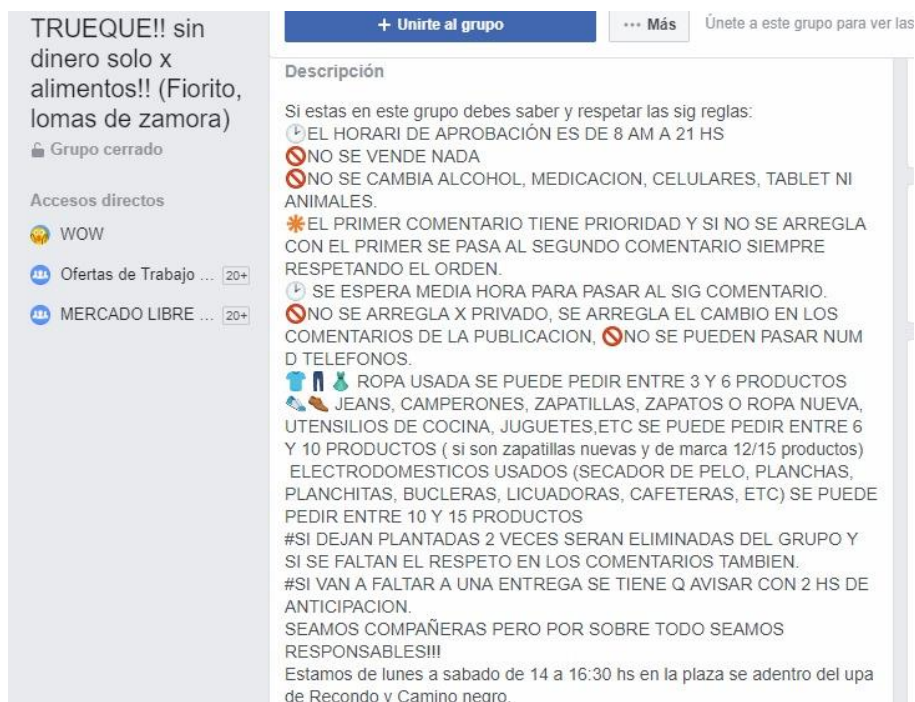 TRUEQUE!! sin
dinero solo x
alimentos!! (Fiorito,
lomas de zamora)
Grupo cerrado
Accesos directos
WOW
Ofertas de Trabajo ... 20+
MERCADO LIBRE ... 20+
+ Unirte al grupo
... Más
Únete a este grupo para ver las
Descripción
Si estas en este grupo debes saber y respetar las sig reglas:
🕑EL HORARI DE APROBACIÓN ES DE 8 AM A 21 HS
🚫NO SE VENDE NADA
🚫NO SE CAMBIA ALCOHOL, MEDICACION, CELULARES, TABLET NI
ANIMALES.
✴EL PRIMER COMENTARIO TIENE PRIORIDAD Y SI NO SE ARREGLA
CON EL PRIMER SE PASA AL SEGUNDO COMENTARIO SIEMPRE
RESPETANDO EL ORDEN.
🕑 SE ESPERA MEDIA HORA PARA PASAR AL SIG COMENTARIO.
🚫NO SE ARREGLA X PRIVADO, SE ARREGLA EL CAMBIO EN LOS
COMENTARIOS DE LA PUBLICACION, 🚫NO SE PUEDEN PASAR NUM
D TELEFONOS.
👕👖👗 ROPA USADA SE PUEDE PEDIR ENTRE 3 Y 6 PRODUCTOS
👟👞 JEANS, CAMPERONES, ZAPATILLAS, ZAPATOS O ROPA NUEVA,
UTENSILIOS DE COCINA, JUGUETES,ETC SE PUEDE PEDIR ENTRE 6
Y 10 PRODUCTOS ( si son zapatillas nuevas y de marca 12/15 productos)
ELECTRODOMESTICOS USADOS (SECADOR DE PELO, PLANCHAS,
PLANCHITAS, BUCLERAS, LICUADORAS, CAFETERAS, ETC) SE PUEDE
PEDIR ENTRE 10 Y 15 PRODUCTOS
#SI DEJAN PLANTADAS 2 VECES SERAN ELIMINADAS DEL GRUPO Y
SI SE FALTAN EL RESPETO EN LOS COMENTARIOS TAMBIEN.
#SI VAN A FALTAR A UNA ENTREGA SE TIENE Q AVISAR CON 2 HS DE
ANTICIPACION.
SEAMOS COMPAÑERAS PERO POR SOBRE TODO SEAMOS
RESPONSABLES!!!
Estamos de lunes a sabado de 14 a 16:30 hs en la plaza se adentro del upa
de Recondo y Camino negro.